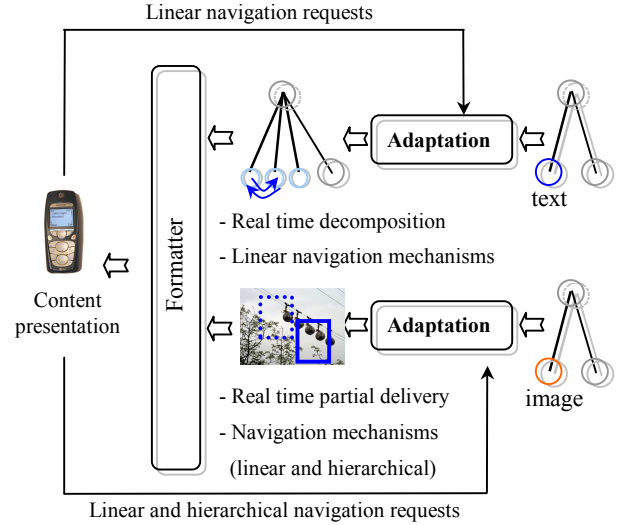 Linear navigation requests
Adaptation
text
- Real time decomposition
- Linear navigation mechanisms
Formatter
Content
presentation
Adaptation
image
- Real time partial delivery
- Navigation mechanisms
(linear and hierarchical)
Linear and hierarchical navigation requests